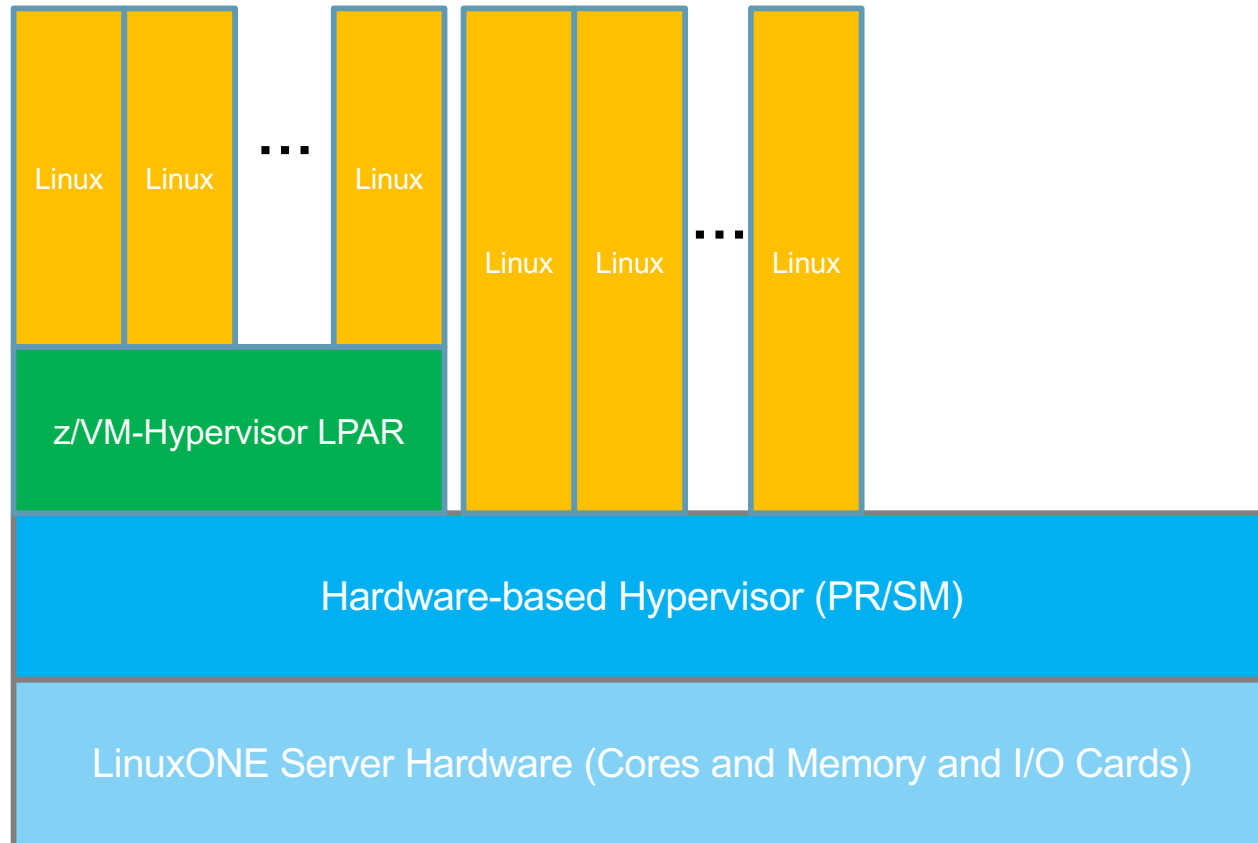 Linux Linux ... Linux
Linux Linux ... Linux
z/VM-Hypervisor LPAR
Hardware-based Hypervisor (PR/SM)
LinuxONE Server Hardware (Cores and Memory and I/O Cards)